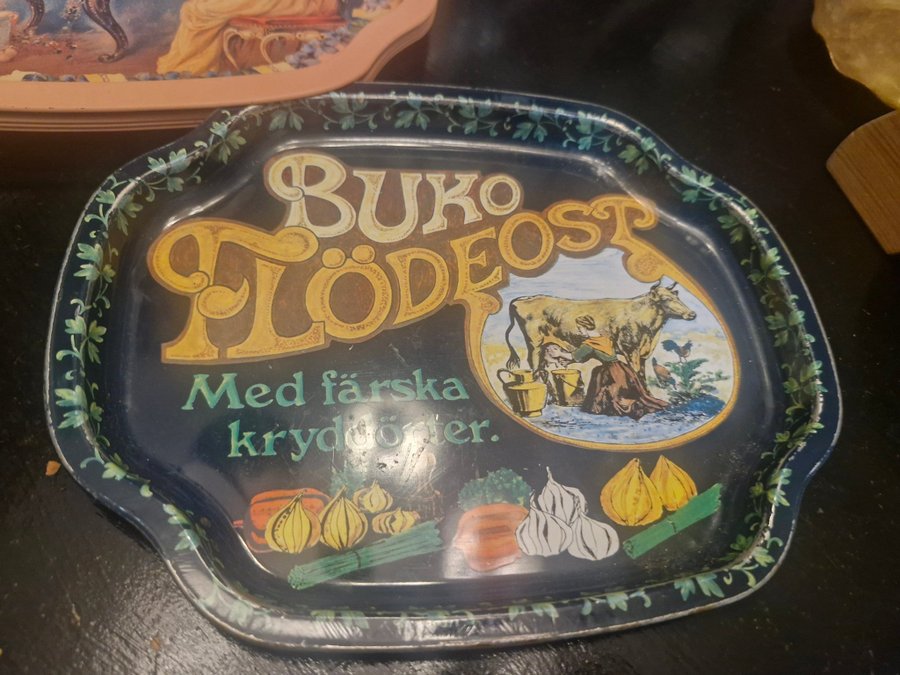 BUKO
FLÖDEOST
Med färska
kryddörter.